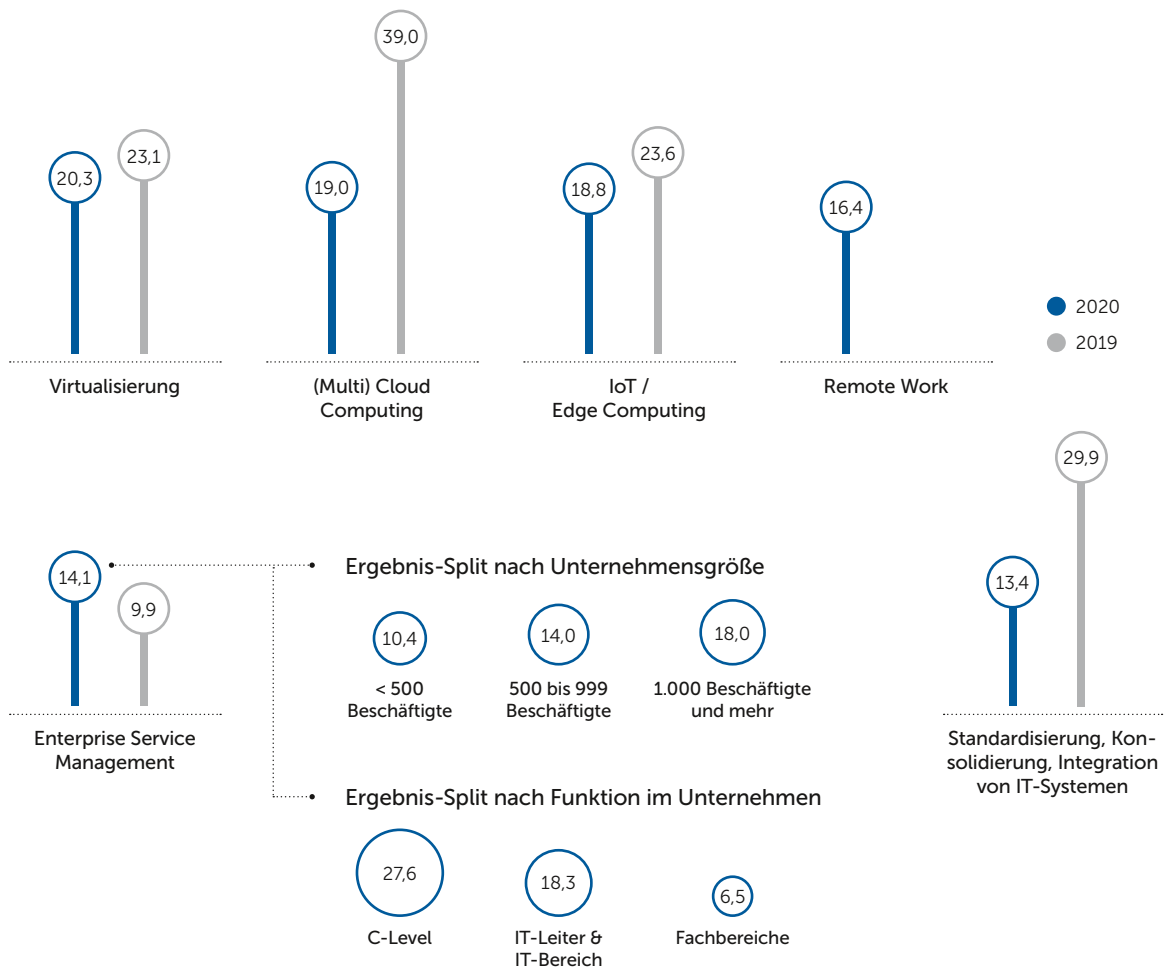 39,0
20,3
23,1
19,0
18,8
23,6
16,4
2020
2019
Virtualisierung
(Multi) Cloud
Computing
IoT /
Edge Computing
Remote Work
14,1
9,9
Enterprise Service
Management
Ergebnis-Split nach Unternehmensgröße
10,4
14,0
18,0
< 500
Beschäftigte
500 bis 999
Beschäftigte
1.000 Beschäftigte
und mehr
Ergebnis-Split nach Funktion im Unternehmen
27,6
18,3
6,5
C-Level
IT-Leiter &
IT-Bereich
Fachbereiche
29,9
13,4
Standardisierung, Kon-
solidierung, Integration
von IT-Systemen